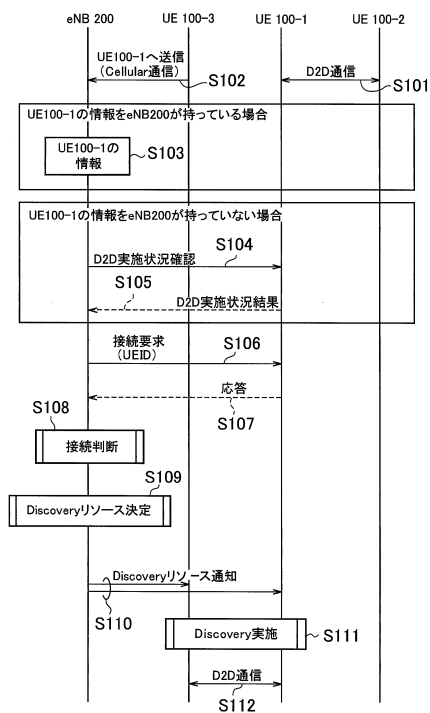 eNB 200 UE 100-3 UE 100-1 UE 100-2
UE100-1へ送信
(Cellular通信)
S102
D2D通信
S101
UE100-1の情報をeNB200が持っている場合
UE100-1の
情報
S103
UE100-1の情報をeNB200が持っていない場合
S104
D2D実施状況確認
S105
D2D実施状況結果
接続要求
(UEID)
S106
応答
S107
S108
接続判断
S109
Discoveryリソース決定
Discoveryリソース通知
S110
Discovery実施
S111
D2D通信
S112